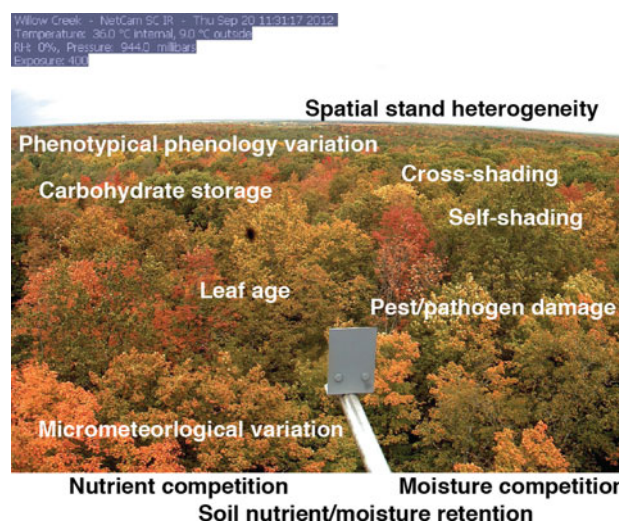 Willow Creek - NetCam SC IR - Thu Sep 20 11:31:17 2012
Temperature: 36.0 °C internal, 9.0 °C outside
RH: 0%, Pressure: 944.0 millibars
Exposure: 400
Spatial stand heterogeneity
Phenotypical phenology variation
Cross-shading
Carbohydrate storage
Self-shading
Leaf age
Pest/pathogen damage
Micrometeorlogical variation
Nutrient competition
Moisture competition
Soil nutrient/moisture retention